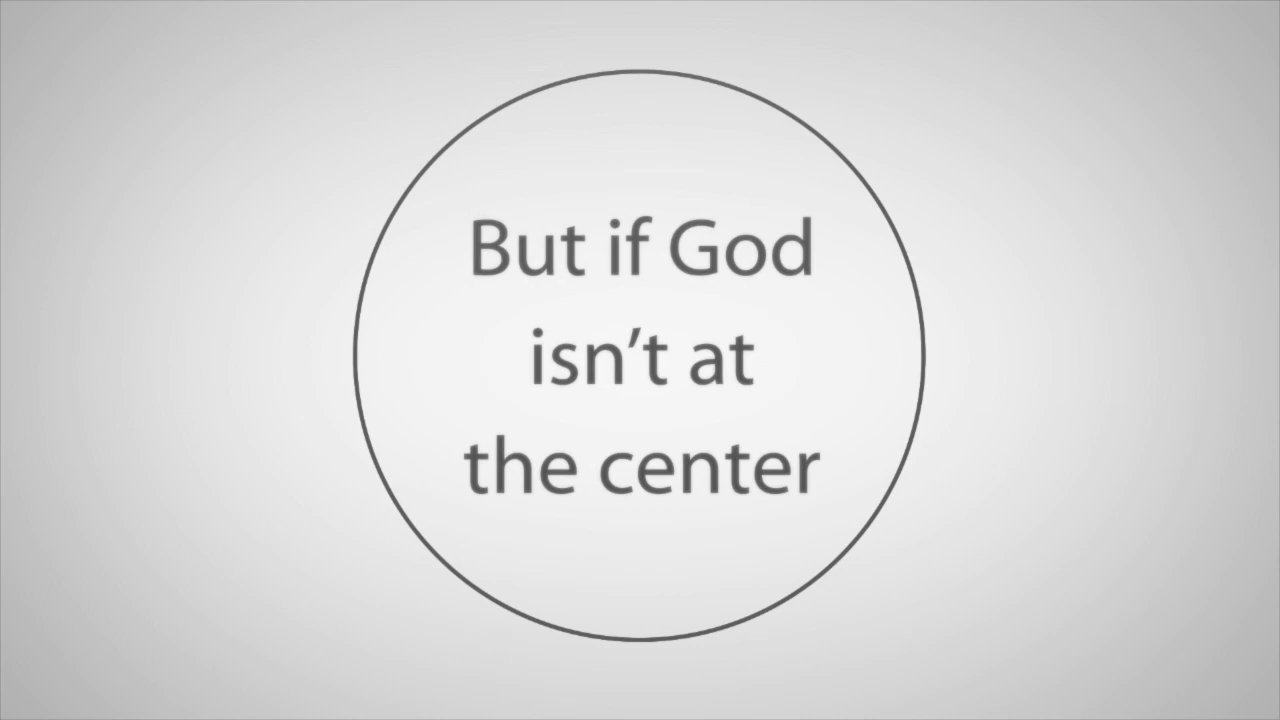 But if God
isn’t at
the center